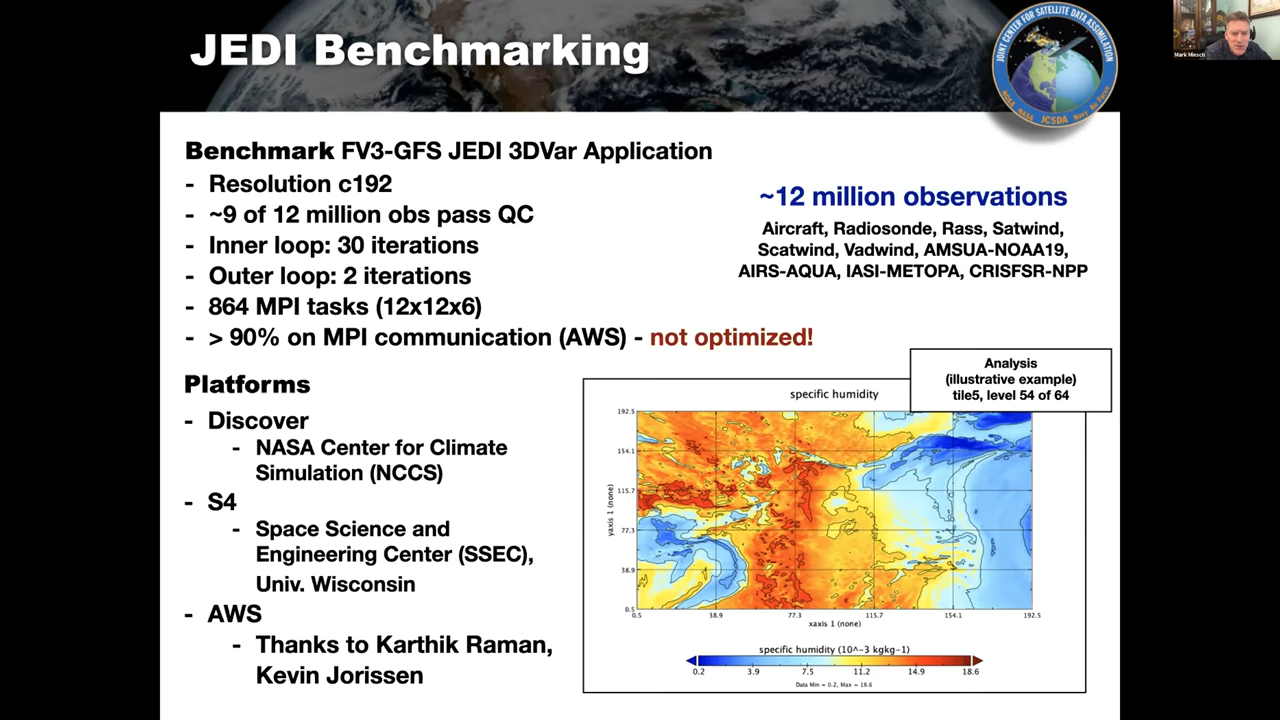 JEDI Benchmarking
JOINT CENTER FOR SATELLITE DATA ASSIMILATION
NOAA NASA JCSDA Navy Air Force
Mark Miesch
Benchmark FV3-GFS JEDI 3DVar Application
- Resolution c192
- ~9 of 12 million obs pass QC
- Inner loop: 30 iterations
- Outer loop: 2 iterations
- 864 MPI tasks (12x12x6)
- > 90% on MPI communication (AWS) - not optimized!
~12 million observations
Aircraft, Radiosonde, Rass, Satwind,
Scatwind, Vadwind, AMSUA-NOAA19,
AIRS-AQUA, IASI-METOPA, CRISFSR-NPP
Platforms
- Discover
- NASA Center for Climate
Simulation (NCCS)
- S4
- Space Science and
Engineering Center (SSEC),
Univ. Wisconsin
- AWS
- Thanks to Karthik Raman,
Kevin Jorissen
Analysis
(illustrative example)
tile5, level 54 of 64
specific humidity
192.5
154.1
115.7
77.3
38.9
0.5
yaxis 1 (none)
0.5 38.9 77.3 115.7 154.1 192.5
xaxis 1 (none)
specific humidity (10^-3 kgkg-1)
0.2 3.9 7.5 11.2 14.9 18.6
Data Min = 0.2, Max = 18.6